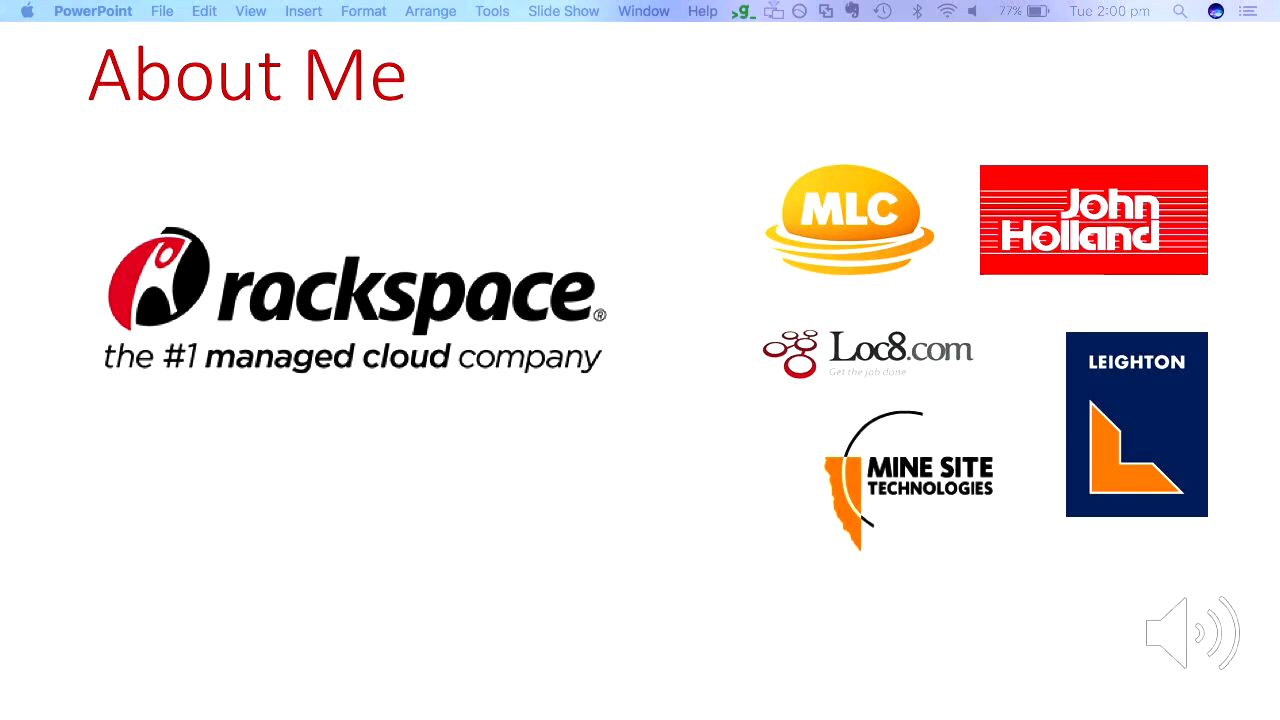 PowerPoint File Edit View Insert Format Arrange Tools Slide Show Window Help 77% Tue 2:00 pm
About Me
MLC
John
Holland
rackspace®
the #1 managed cloud company
Loc8.com
Get the job done
LEIGHTON
MINE SITE
TECHNOLOGIES